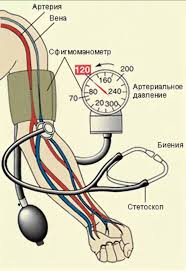 Артерия
Вена
Сфигмоманометр
120
200
160
70
80
240
20
300
Артериальное
давление
Биения
Стетоскоп